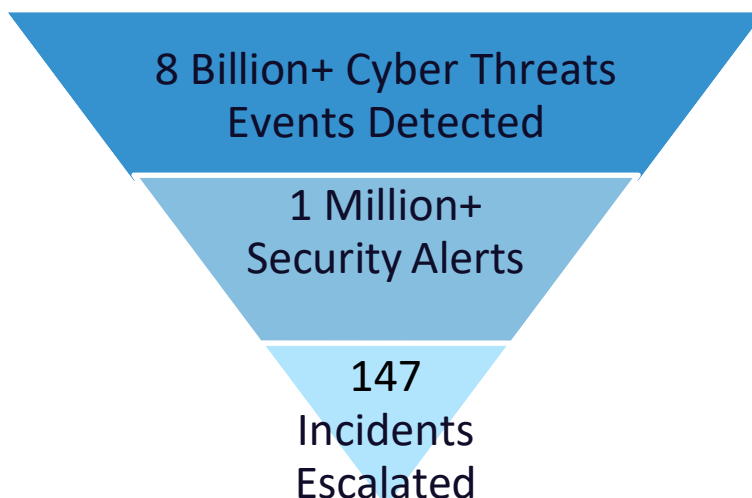 8 Billion+ Cyber Threats
Events Detected
1 Million+
Security Alerts
147
Incidents
Escalated